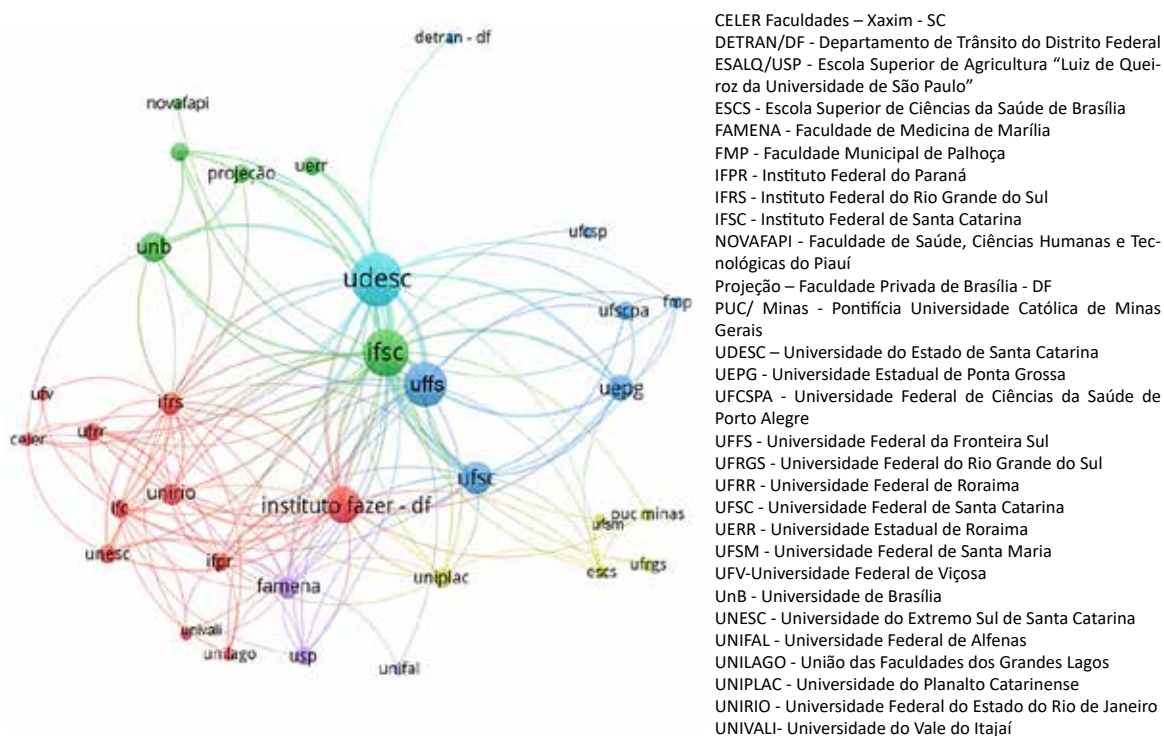 detran - df
novafapi
projeção
uerr
unb
ufcsp
udesc
ufscpa
fmp
ifsc
uffs
uepg
ufv
ifrs
celer
ufrr
ufsc
unirio
instituto fazer - df
ifc
puc minas
ufsm
unesc
ifpr
famena
uniplac
escs
ufrgs
univali
unilago
usp
unifal
CELER Faculdades – Xaxim - SC
DETRAN/DF - Departamento de Trânsito do Distrito Federal
ESALQ/USP - Escola Superior de Agricultura “Luiz de Quei-
roz da Universidade de São Paulo”
ESCS - Escola Superior de Ciências da Saúde de Brasília
FAMENA - Faculdade de Medicina de Marília
FMP - Faculdade Municipal de Palhoça
IFPR - Instituto Federal do Paraná
IFRS - Instituto Federal do Rio Grande do Sul
IFSC - Instituto Federal de Santa Catarina
NOVAFAPI - Faculdade de Saúde, Ciências Humanas e Tec-
nológicas do Piauí
Projeção – Faculdade Privada de Brasília - DF
PUC/ Minas - Pontifícia Universidade Católica de Minas
Gerais
UDESC – Universidade do Estado de Santa Catarina
UEPG - Universidade Estadual de Ponta Grossa
UFCSPA - Universidade Federal de Ciências da Saúde de
Porto Alegre
UFFS - Universidade Federal da Fronteira Sul
UFRGS - Universidade Federal do Rio Grande do Sul
UFRR - Universidade Federal de Roraima
UFSC - Universidade Federal de Santa Catarina
UERR - Universidade Estadual de Roraima
UFSM - Universidade Federal de Santa Maria
UFV-Universidade Federal de Viçosa
UnB - Universidade de Brasília
UNESC - Universidade do Extremo Sul de Santa Catarina
UNIFAL - Universidade Federal de Alfenas
UNILAGO - União das Faculdades dos Grandes Lagos
UNIPLAC - Universidade do Planalto Catarinense
UNIRIO - Universidade Federal do Estado do Rio de Janeiro
UNIVALI- Universidade do Vale do Itajaí